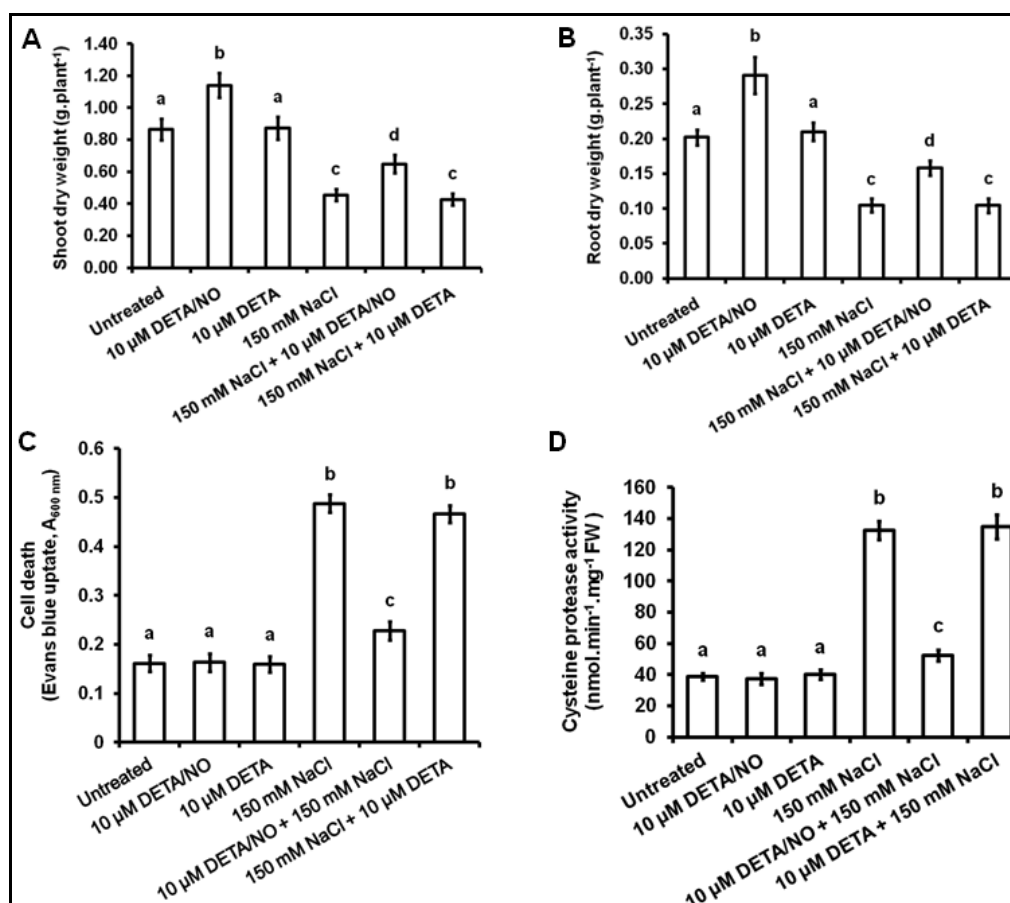 A
Shoot dry weight (g.plant⁻¹)
1.40
1.20
1.00
0.80
0.60
0.40
0.20
0.00
a
b
a
c
d
c
Untreated
10 µM DETA/NO
10 µM DETA
150 mM NaCl
150 mM NaCl + 10 µM DETA/NO
150 mM NaCl + 10 µM DETA
B
Root dry weight (g.plant⁻¹)
0.35
0.30
0.25
0.20
0.15
0.10
0.05
0.00
a
b
a
c
d
c
Untreated
10 µM DETA/NO
10 µM DETA
150 mM NaCl
150 mM NaCl + 10 µM DETA/NO
150 mM NaCl + 10 µM DETA
C
Cell death
(Evans blue uptate, A₆₀₀ ₙₘ)
0.6
0.5
0.4
0.3
0.2
0.1
0
a
a
a
b
c
b
Untreated
10 µM DETA/NO
10 µM DETA
150 mM NaCl
10 µM DETA/NO + 150 mM NaCl
150 mM NaCl + 10 µM DETA
D
Cysteine protease activity
(nmol.min⁻¹.mg⁻¹ FW )
160
140
120
100
80
60
40
20
0
a
a
a
b
c
b
Untreated
10 µM DETA/NO
10 µM DETA
150 mM NaCl
10 µM DETA/NO + 150 mM NaCl
10 µM DETA + 150 mM NaCl